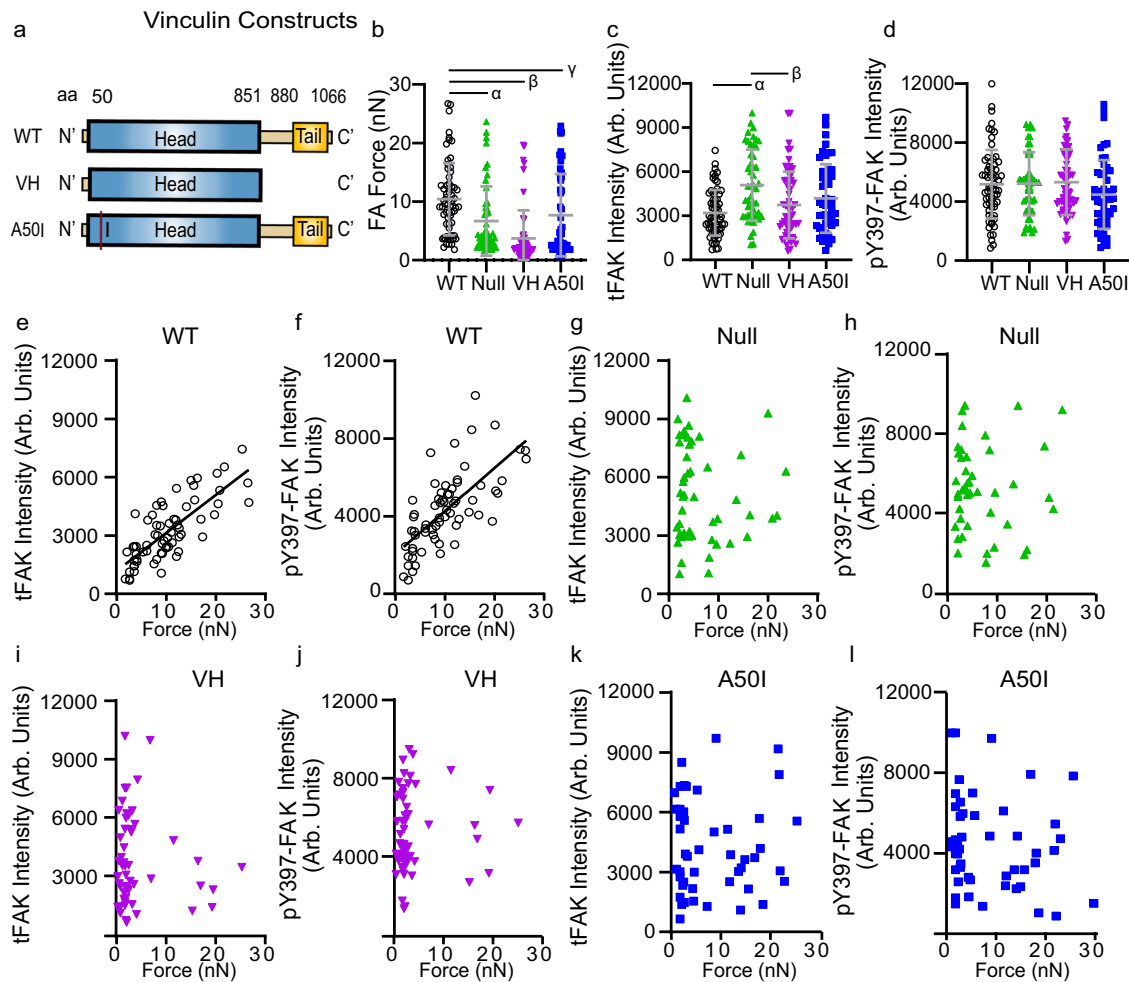 Vinculin Constructs
a
aa 50 851 880 1066
WT N' Head Tail C'
VH N' Head C'
A50I N' I Head Tail C'
b
FA Force (nN)
30
20
10
0
α
β
γ
WT Null VH A50I
c
tFAK Intensity (Arb. Units)
12000
9000
6000
3000
0
α
β
WT Null VH A50I
d
pY397-FAK Intensity
(Arb. Units)
12000
9000
6000
3000
0
WT Null VH A50I
e
WT
tFAK Intensity (Arb. Units)
12000
9000
6000
3000
0
0 10 20 30
Force (nN)
f
WT
pY397-FAK Intensity
(Arb. Units)
12000
8000
4000
0
0 10 20 30
Force (nN)
g
Null
tFAK Intensity (Arb. Units)
12000
9000
6000
3000
0
0 10 20 30
Force (nN)
h
Null
pY397-FAK Intensity
(Arb. Units)
12000
8000
4000
0
0 10 20 30
Force (nN)
i
VH
tFAK Intensity (Arb. Units)
12000
9000
6000
3000
0 10 20 30
Force (nN)
j
VH
pY397-FAK Intensity
(Arb. Units)
12000
8000
4000
0
0 10 20 30
Force (nN)
k
A50I
tFAK Intensity (Arb. Units)
12000
9000
6000
3000
0
0 10 20 30
Force (nN)
l
A50I
pY397-FAK Intensity
(Arb. Units)
12000
8000
4000
0
0 10 20 30
Force (nN)